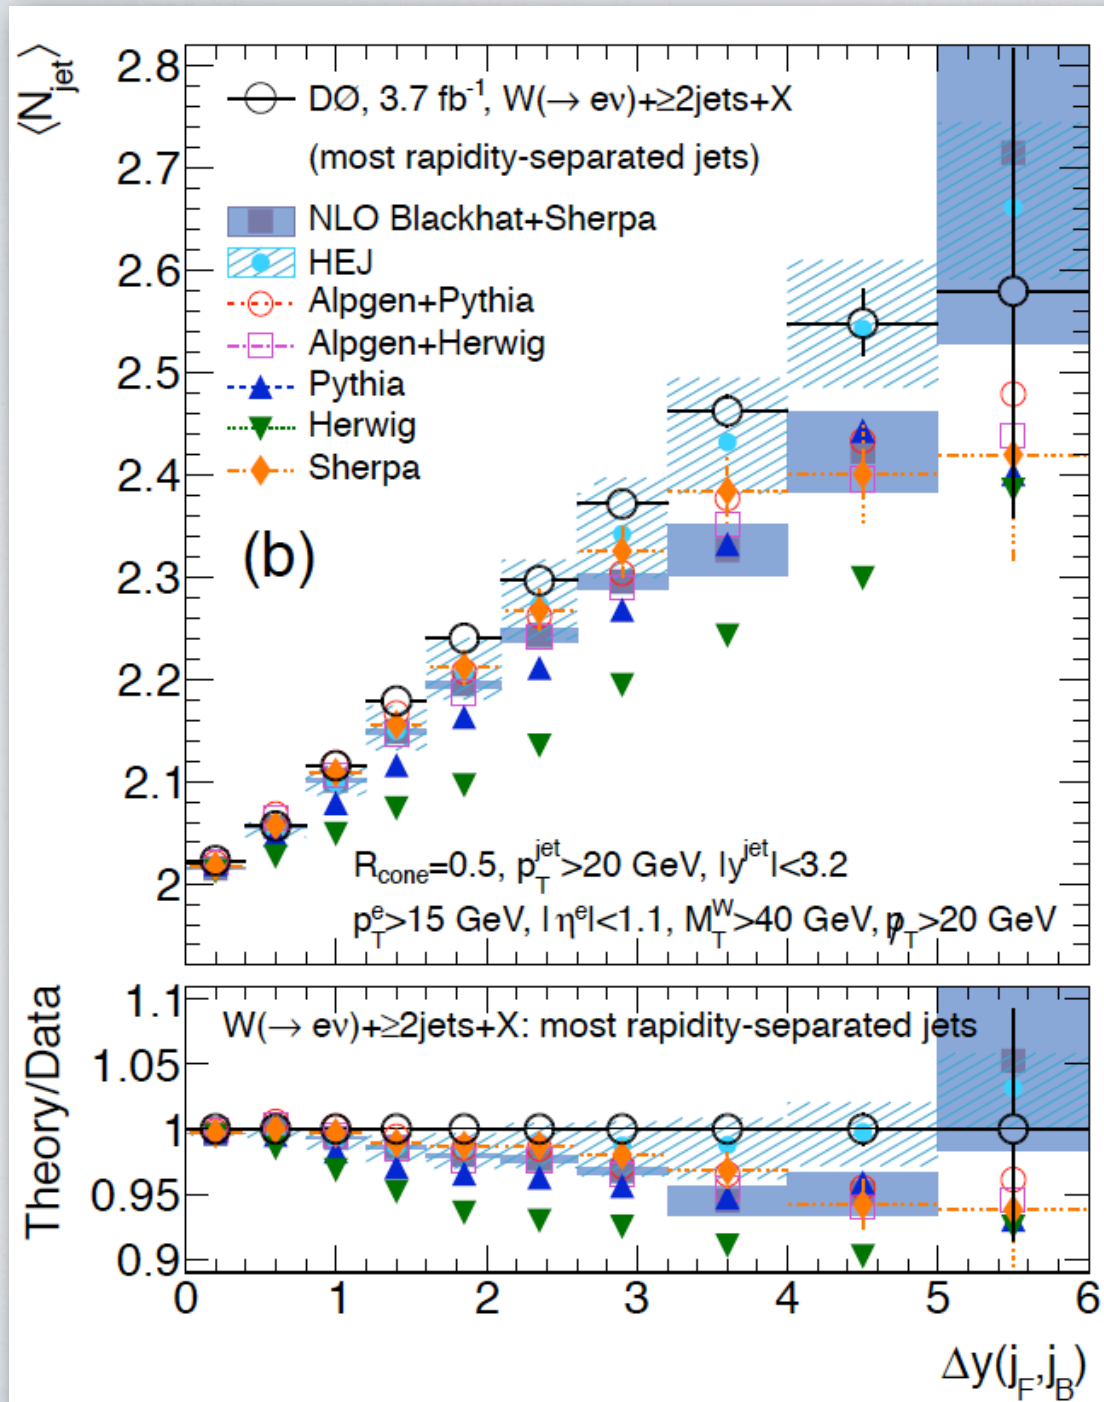 ⟨N_jet⟩
2.8
2.7
2.6
2.5
2.4
2.3
2.2
2.1
2
DØ, 3.7 fb⁻¹, W(→ eν)+≥2jets+X
(most rapidity-separated jets)
NLO Blackhat+Sherpa
HEJ
Alpgen+Pythia
Alpgen+Herwig
Pythia
Herwig
Sherpa
(b)
R_cone=0.5, p_T^jet>20 GeV, |y^jet|<3.2
p_T^e>15 GeV, |η^e|<1.1, M_T^W>40 GeV, p̸_T>20 GeV
Theory/Data
1.1
1.05
1
0.95
0.9
W(→ eν)+≥2jets+X: most rapidity-separated jets
0 1 2 3 4 5 6
Δy(j_F,j_B)